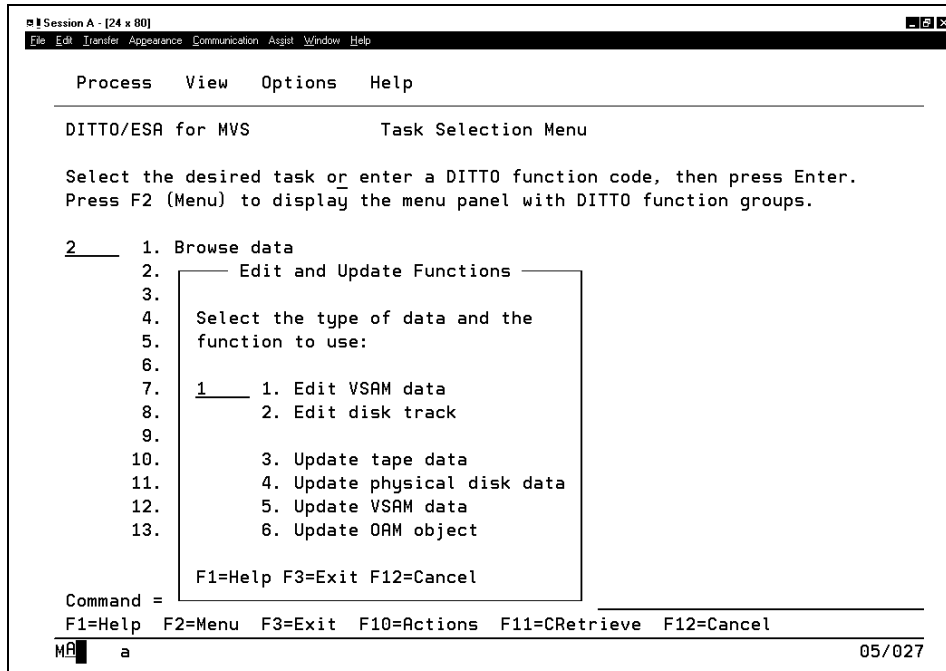 Session A - [24 x 80]
File Edit Transfer Appearance Communication Assist Window Help
Process View Options Help
DITTO/ESA for MVS Task Selection Menu
Select the desired task or enter a DITTO function code, then press Enter.
Press F2 (Menu) to display the menu panel with DITTO function groups.
2 1. Browse data
2. Edit and Update Functions
3.
4. Select the type of data and the
5. function to use:
6.
7. 1 1. Edit VSAM data
8. 2. Edit disk track
9.
10. 3. Update tape data
11. 4. Update physical disk data
12. 5. Update VSAM data
13. 6. Update OAM object
F1=Help F3=Exit F12=Cancel
Command =
F1=Help F2=Menu F3=Exit F10=Actions F11=CRetrieve F12=Cancel
MA a 05/027